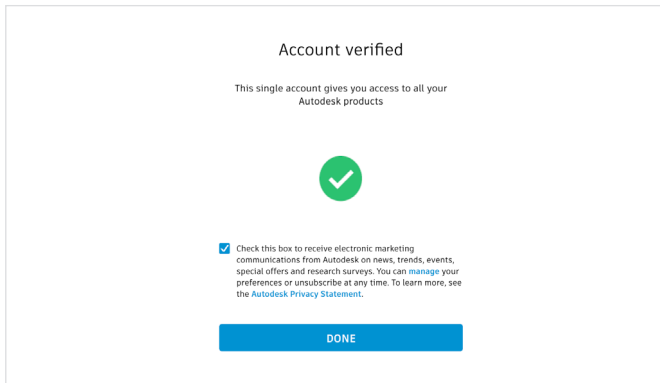 Account verified
This single account gives you access to all your
Autodesk products
Check this box to receive electronic marketing
communications from Autodesk on news, trends, events,
special offers and research surveys. You can manage your
preferences or unsubscribe at any time. To learn more, see
the Autodesk Privacy Statement.
DONE